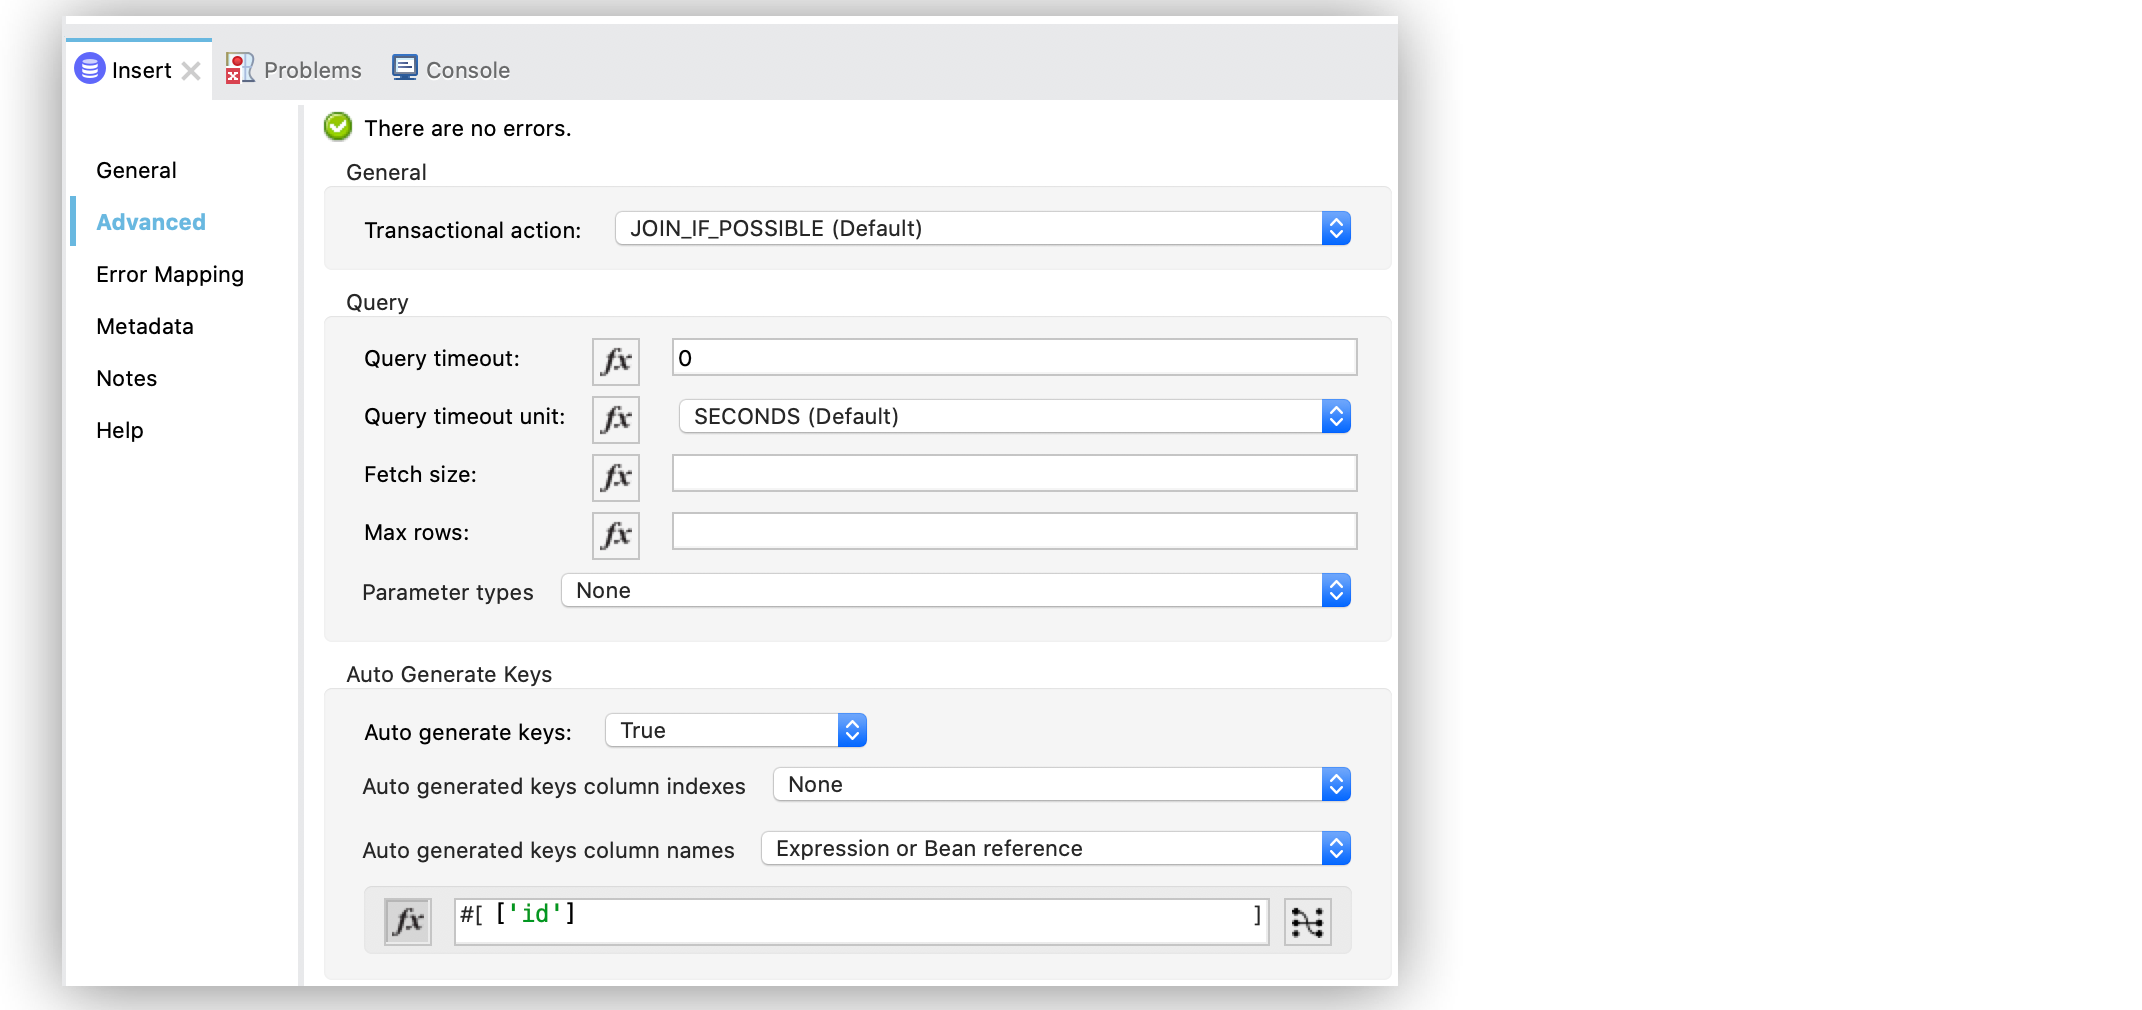 Insert Problems Console
There are no errors.
General
Advanced
Error Mapping
Metadata
Notes
Help
General
Transactional action: JOIN_IF_POSSIBLE (Default)
Query
Query timeout: fx 0
Query timeout unit: fx SECONDS (Default)
Fetch size: fx
Max rows: fx
Parameter types None
Auto Generate Keys
Auto generate keys: True
Auto generated keys column indexes None
Auto generated keys column names Expression or Bean reference
fx #[ ['id'] ]